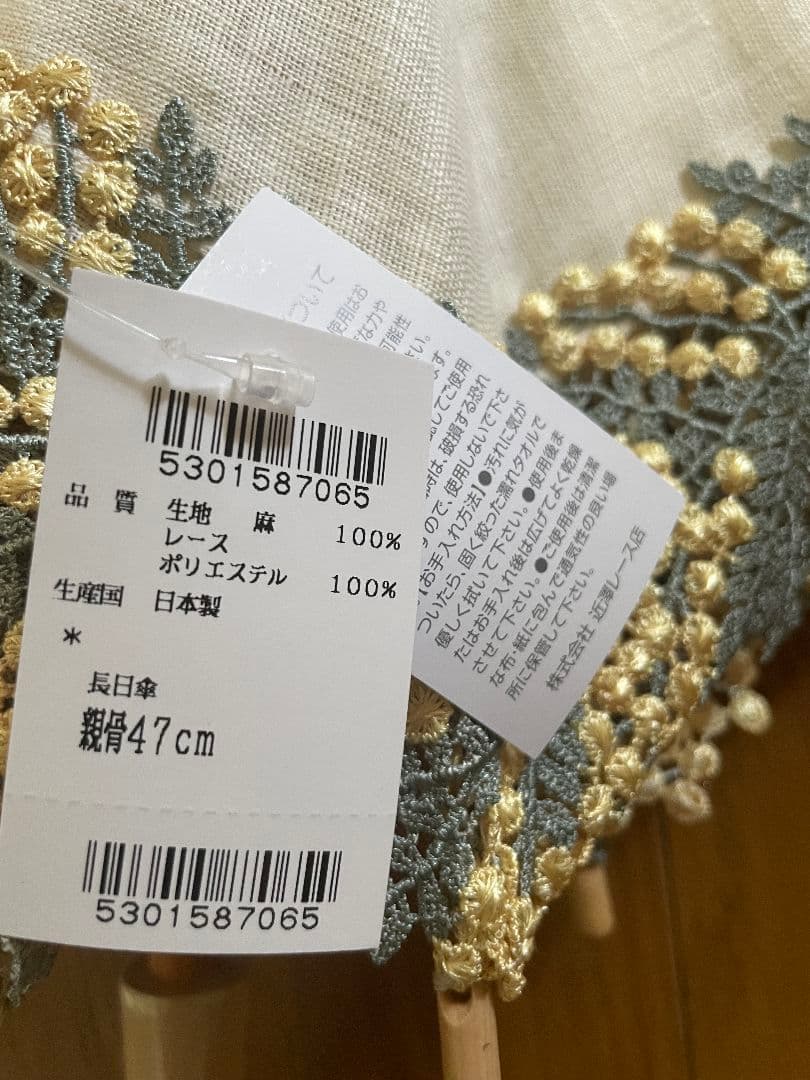 5301587065
品 質 生地 麻 100%
レース
ポリエステル 100%
生産国 日本製
*
長日傘
親骨47cm
5301587065
ついて
使用はお
な力や
可能性
さい。
ます。
してご使用
時は、破損する恐れ
すので、使用しないで下さ
【お手入れ方法】●汚れに気が
ついたら、固く絞った濡れタオルで
優しく拭いて下さい。●使用後ま
たはお手入れ後は広げてよく乾燥
させて下さい。●ご使用後は清潔
な布・紙に包んで通気性の良い場
所に保管して下さい。
株式会社 近澤レース店